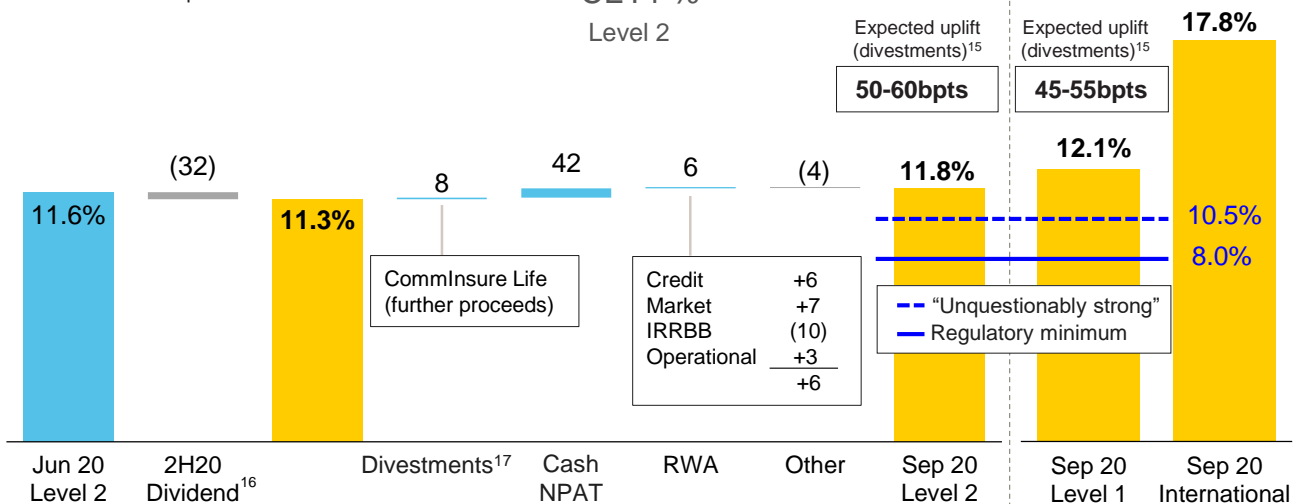 Level 2
Expected uplift
(divestments)15
50-60bpts
Expected uplift
(divestments)15
45-55bpts
17.8%
11.6%
(32)
11.3%
8
42
6
(4)
11.8%
12.1%
10.5%
8.0%
CommInsure Life
(further proceeds)
Credit +6
Market +7
IRRBB (10)
Operational +3
+6
"Unquestionably strong"
Regulatory minimum
Jun 20
Level 2
2H20
Dividend16
Divestments17
Cash
NPAT
RWA
Other
Sep 20
Level 2
Sep 20
Level 1
Sep 20
International